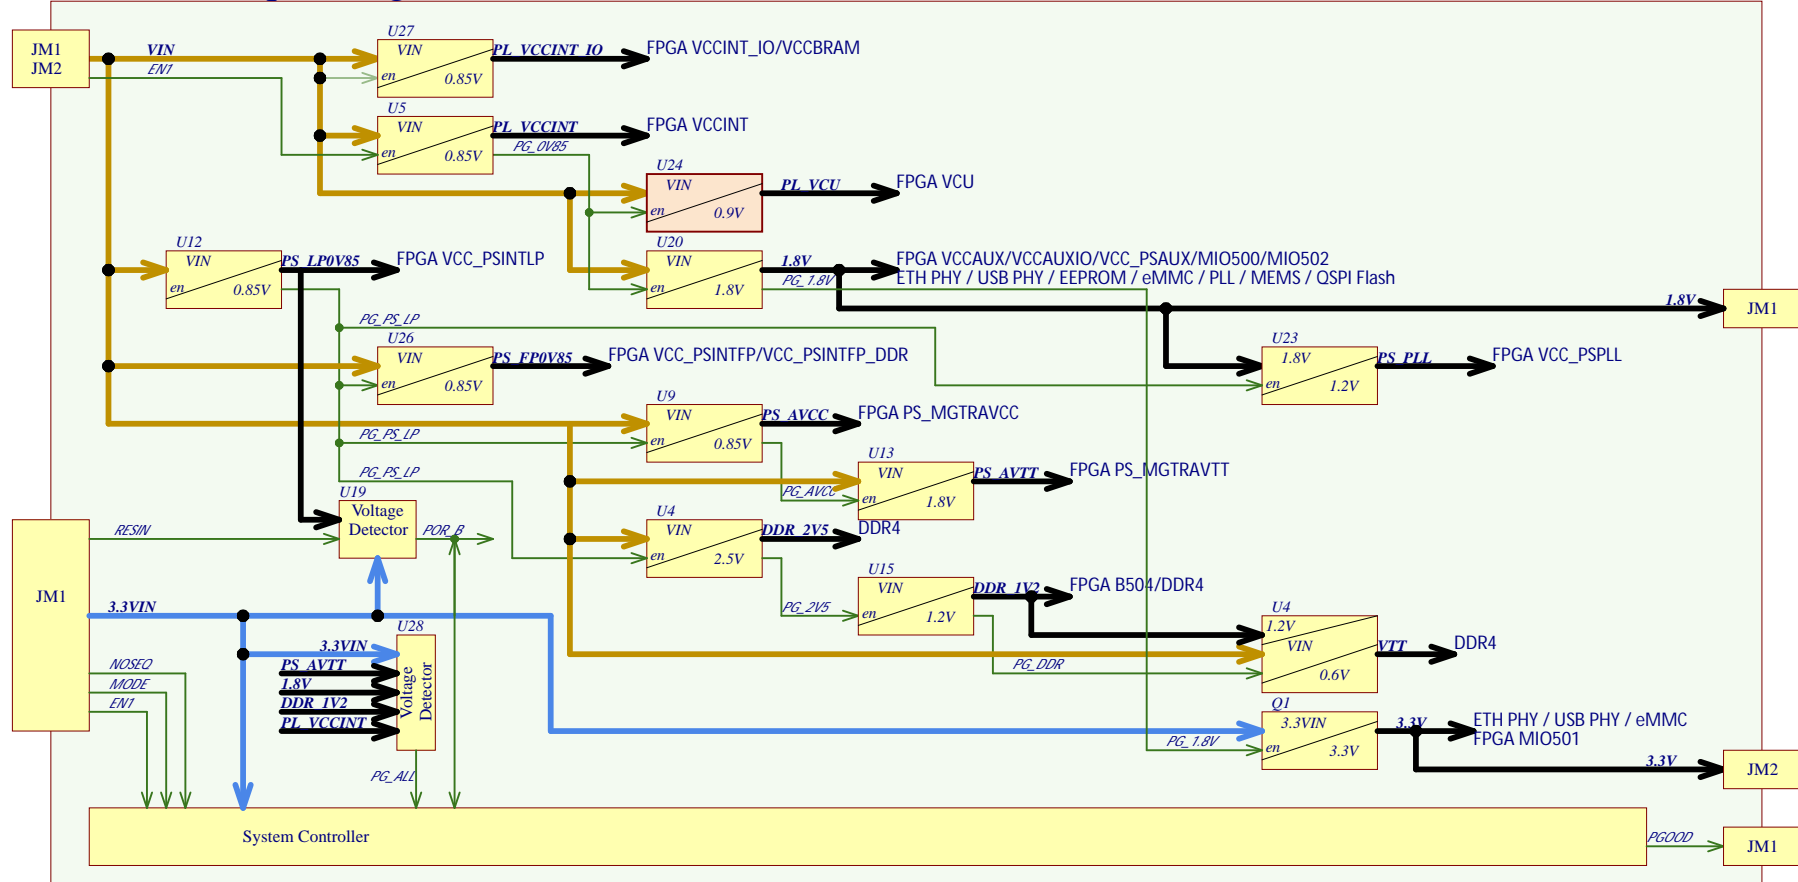 JM1
JM2
VIN
EN1
U27
VIN
en
0.85V
PL_VCCINT_IO
FPGA VCCINT_IO/VCCBRAM
U5
VIN
en
0.85V
PL_VCCINT
PG_0V85
FPGA VCCINT
U24
VIN
en
0.9V
PL_VCU
FPGA VCU
U12
VIN
en
0.85V
PS_LP0V85
FPGA VCC_PSINTLP
U20
VIN
en
1.8V
1.8V
PG_1.8V
FPGA VCCAUX/VCCAUXIO/VCC_PSAUX/MIO500/MIO502
ETH PHY / USB PHY / EEPROM / eMMC / PLL / MEMS / QSPI Flash
1.8V
JM1
PG_PS_LP
U26
VIN
en
0.85V
PS_FP0V85
FPGA VCC_PSINTFP/VCC_PSINTFP_DDR
U23
1.8V
en
1.2V
PS_PLL
FPGA VCC_PSPLL
U9
VIN
en
0.85V
PS_AVCC
FPGA PS_MGTRAVCC
PG_PS_LP
U13
VIN
en
1.8V
PS_AVTT
FPGA PS_MGTRAVTT
PG_AVCC
PG_PS_LP
U19
Voltage
Detector
RESIN
POR_B
U4
VIN
en
2.5V
DDR_2V5
DDR4
U15
VIN
en
1.2V
DDR_1V2
FPGA B504/DDR4
PG_2V5
JM1
3.3VIN
U4
1.2V
VIN
0.6V
VTT
DDR4
PG_DDR
U28
3.3VIN
PS_AVTT
1.8V
DDR_1V2
PL_VCCINT
Voltage
Detector
NOSEQ
MODE
EN1
Q1
3.3VIN
en
3.3V
3.3V
ETH PHY / USB PHY / eMMC
FPGA MIO501
PG_1.8V
3.3V
JM2
PG_ALL
System Controller
PGOOD
JM1